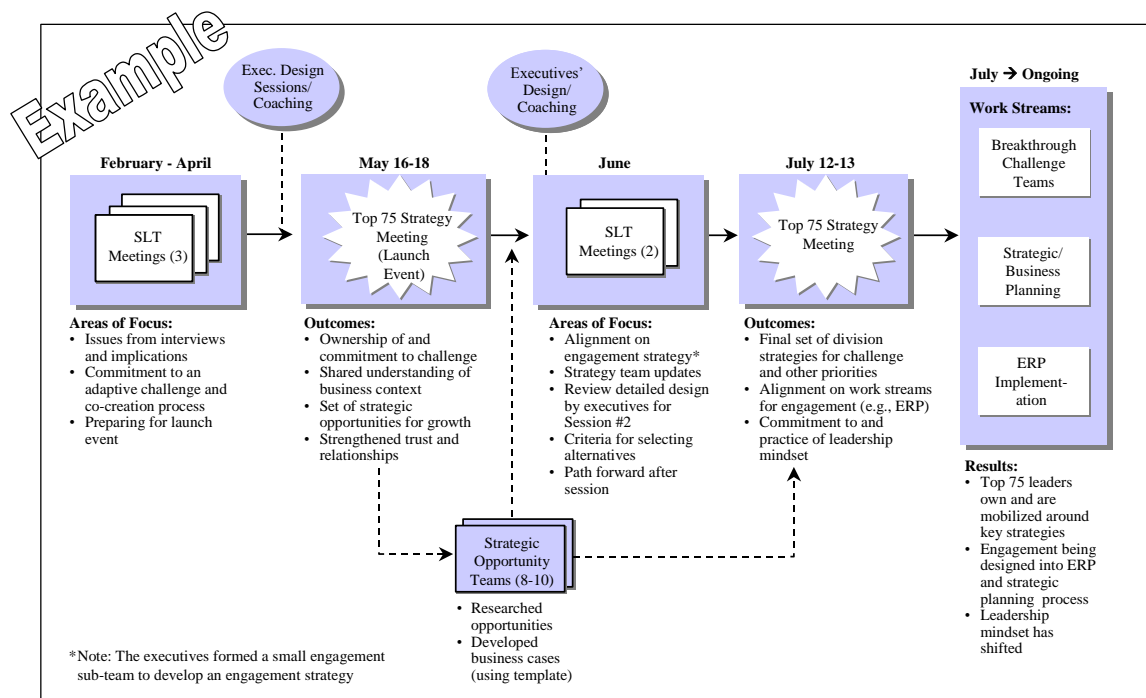 Example
Exec. Design
Sessions/
Coaching
Executives’
Design/
Coaching
February - April
SLT
Meetings (3)
Areas of Focus:
• Issues from interviews
and implications
• Commitment to an
adaptive challenge and
co-creation process
• Preparing for launch
event
May 16-18
Top 75 Strategy
Meeting
(Launch
Event)
Outcomes:
• Ownership of and
commitment to challenge
• Shared understanding of
business context
• Set of strategic
opportunities for growth
• Strengthened trust and
relationships
June
SLT
Meetings (2)
Areas of Focus:
• Alignment on
engagement strategy*
• Strategy team updates
• Review detailed design
by executives for
Session #2
• Criteria for selecting
alternatives
• Path forward after
session
July 12-13
Top 75 Strategy
Meeting
Outcomes:
• Final set of division
strategies for challenge
and other priorities
• Alignment on work streams
for engagement (e.g., ERP)
• Commitment to and
practice of leadership
mindset
July → Ongoing
Work Streams:
Breakthrough
Challenge
Teams
Strategic/
Business
Planning
ERP
Implement-
ation
Results:
• Top 75 leaders
own and are
mobilized around
key strategies
• Engagement being
designed into ERP
and strategic
planning process
• Leadership
mindset has
shifted
Strategic
Opportunity
Teams (8-10)
• Researched
opportunities
• Developed
business cases
(using template)
*Note: The executives formed a small engagement
sub-team to develop an engagement strategy